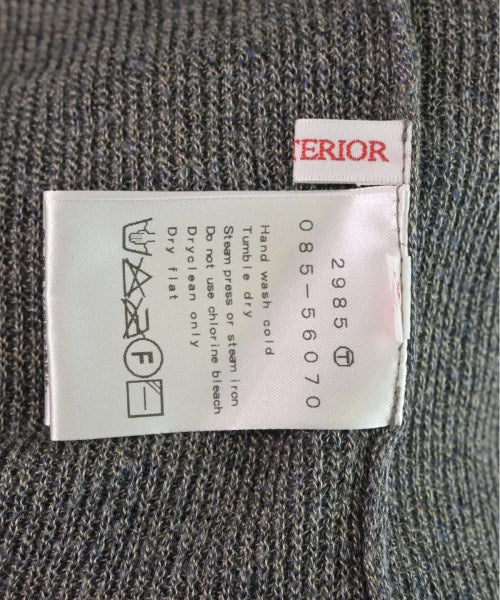 TERIOR
2985 T
085-56070
Hand wash cold
Tumble dry
Steam press or steam iron
Do not use chlorine bleach
Dryclean only
Dry flat
F